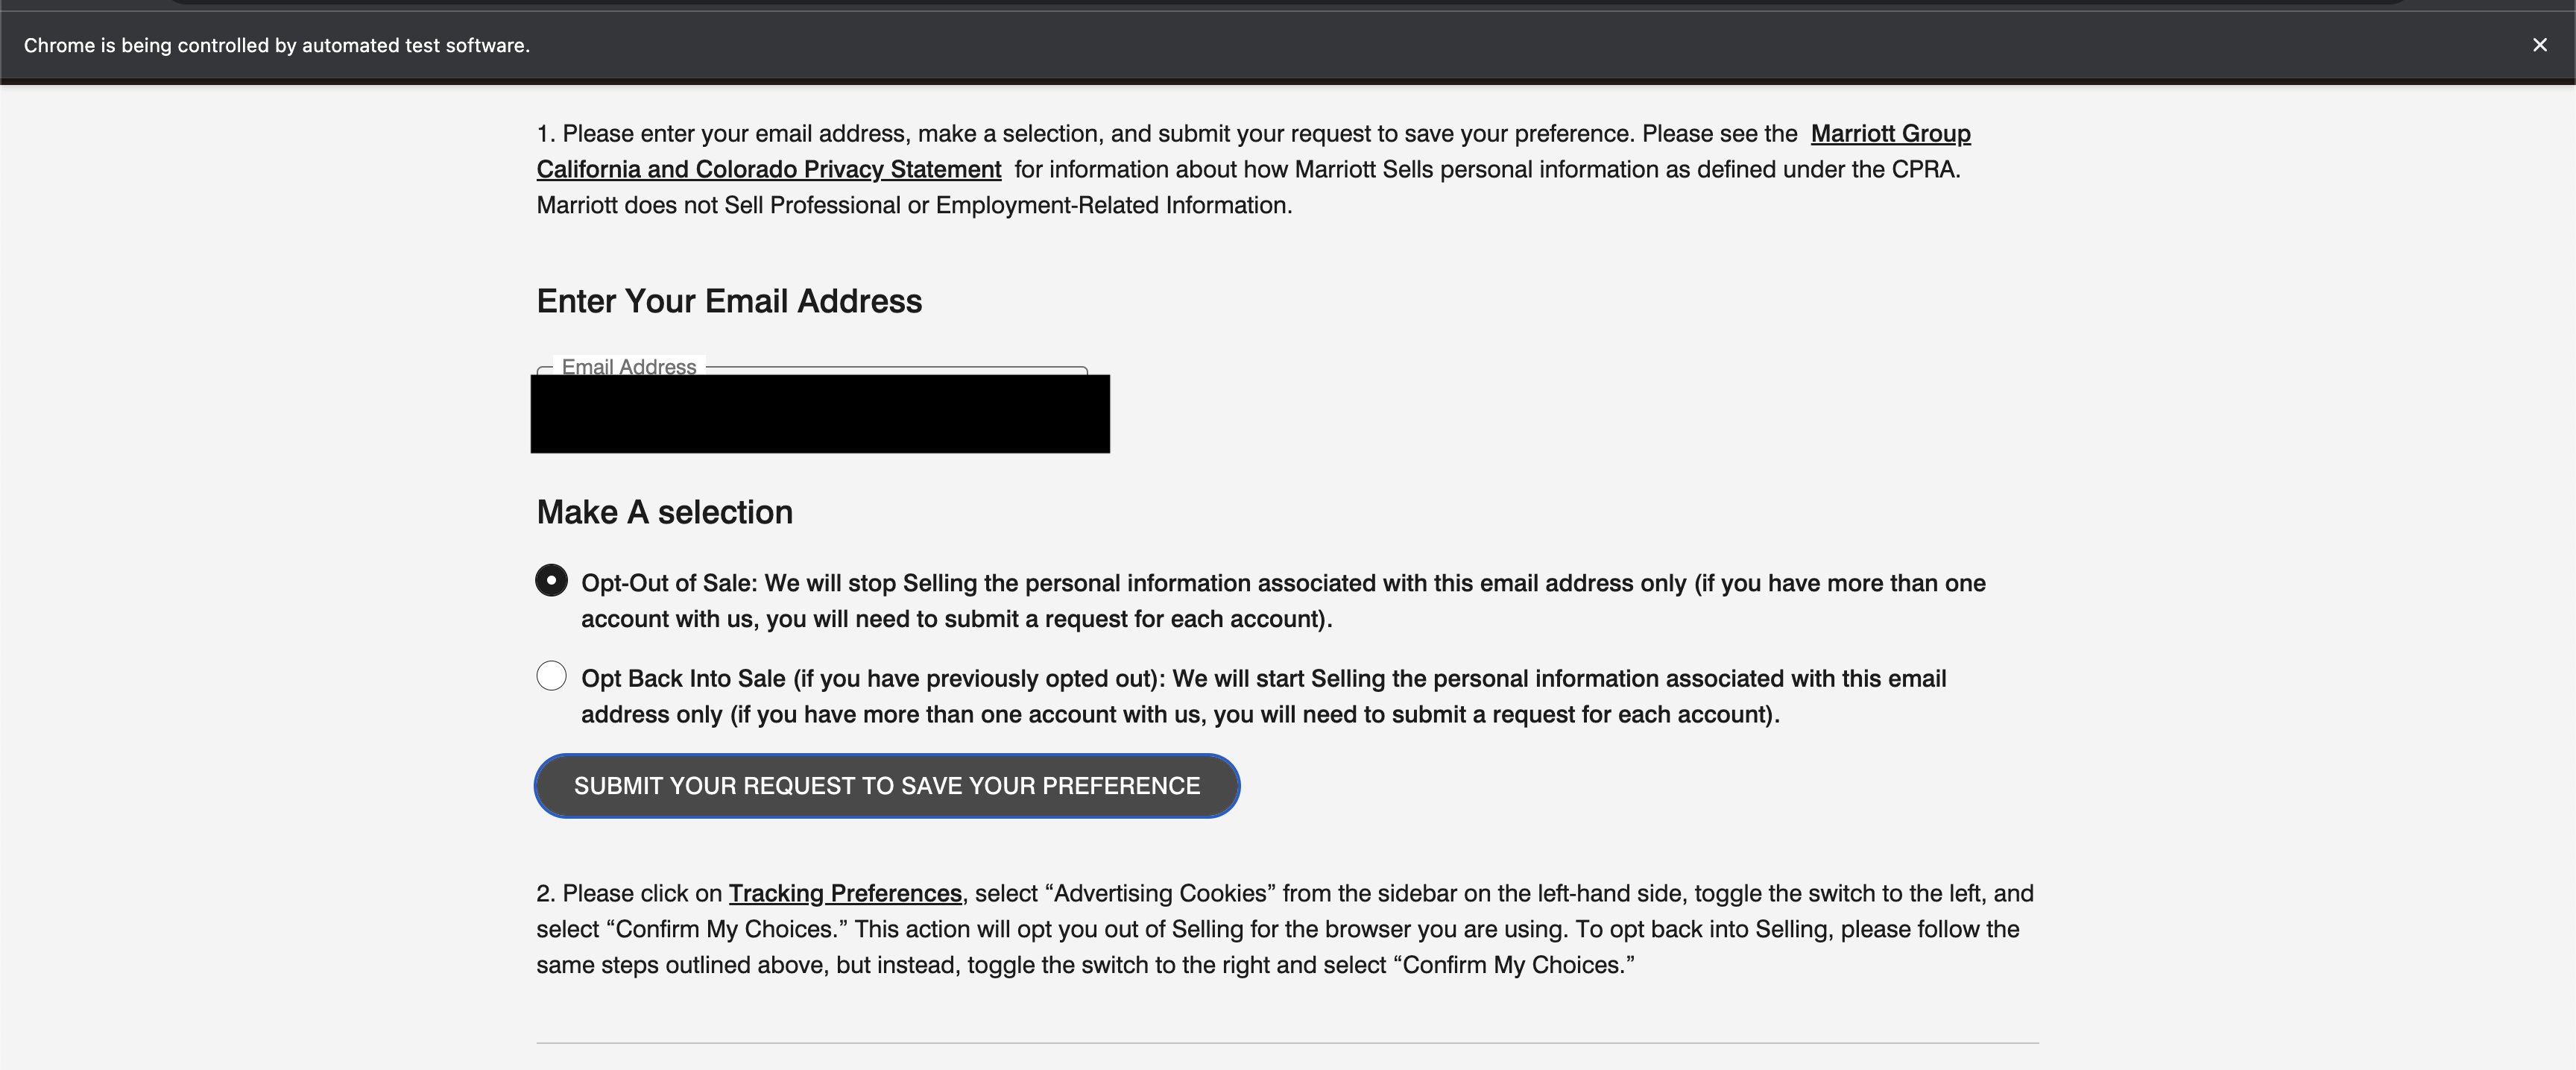 Chrome is being controlled by automated test software.
1. Please enter your email address, make a selection, and submit your request to save your preference. Please see the Marriott Group
California and Colorado Privacy Statement for information about how Marriott Sells personal information as defined under the CPRA.
Marriott does not Sell Professional or Employment-Related Information.
Enter Your Email Address
Email Address
Make A selection
Opt-Out of Sale: We will stop Selling the personal information associated with this email address only (if you have more than one
account with us, you will need to submit a request for each account).
Opt Back Into Sale (if you have previously opted out): We will start Selling the personal information associated with this email
address only (if you have more than one account with us, you will need to submit a request for each account).
SUBMIT YOUR REQUEST TO SAVE YOUR PREFERENCE
2. Please click on Tracking Preferences, select “Advertising Cookies” from the sidebar on the left-hand side, toggle the switch to the left, and
select “Confirm My Choices.” This action will opt you out of Selling for the browser you are using. To opt back into Selling, please follow the
same steps outlined above, but instead, toggle the switch to the right and select “Confirm My Choices.”